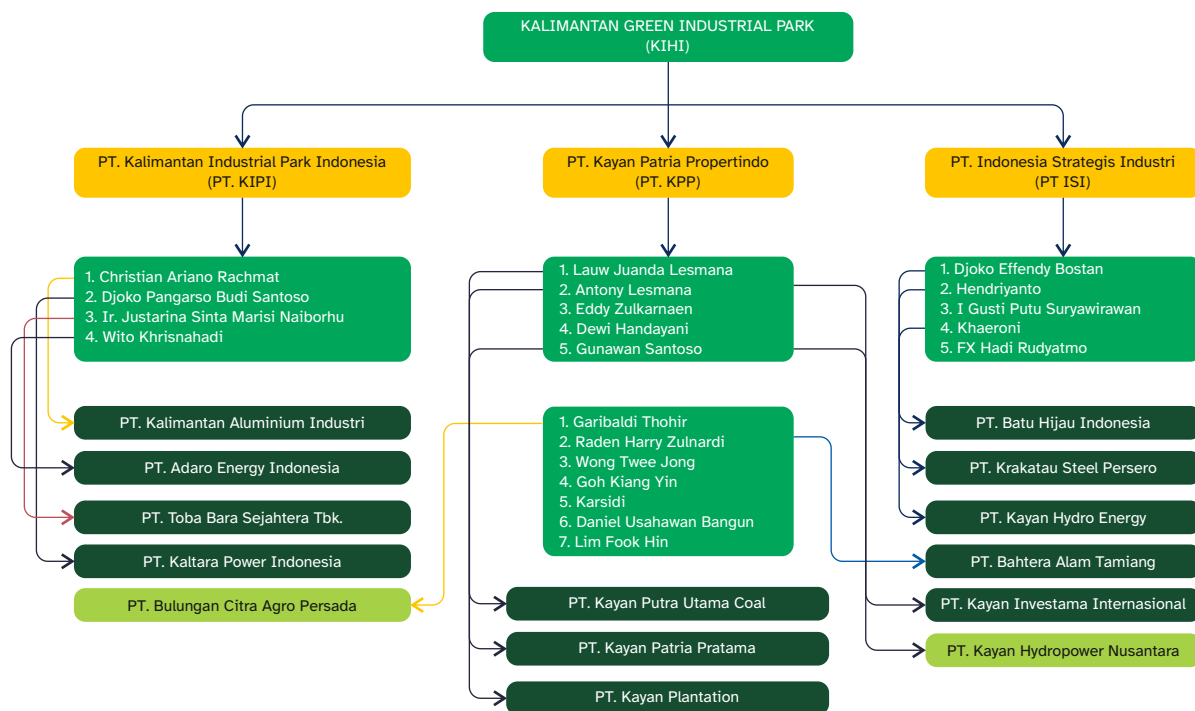 KALIMANTAN GREEN INDUSTRIAL PARK
(KIHI)
PT. Kalimantan Industrial Park Indonesia
(PT. KIPI)
PT. Kayan Patria Propertindo
(PT. KPP)
PT. Indonesia Strategis Industri
(PT ISI)
1. Christian Ariano Rachmat
2. Djoko Pangarso Budi Santoso
3. Ir. Justarina Sinta Marisi Naiborhu
4. Wito Khrisnahadi
1. Lauw Juanda Lesmana
2. Antony Lesmana
3. Eddy Zulkarnaen
4. Dewi Handayani
5. Gunawan Santoso
1. Djoko Effendy Bostan
2. Hendriyanto
3. I Gusti Putu Suryawirawan
4. Khaeroni
5. FX Hadi Rudyatmo
PT. Kalimantan Aluminium Industri
PT. Adaro Energy Indonesia
PT. Toba Bara Sejahtera Tbk.
PT. Kaltara Power Indonesia
PT. Bulungan Citra Agro Persada
1. Garibaldi Thohir
2. Raden Harry Zulnardi
3. Wong Twee Jong
4. Goh Kiang Yin
5. Karsidi
6. Daniel Usahawan Bangun
7. Lim Fook Hin
PT. Kayan Putra Utama Coal
PT. Kayan Patria Pratama
PT. Kayan Plantation
PT. Batu Hijau Indonesia
PT. Krakatau Steel Persero
PT. Kayan Hydro Energy
PT. Bahtera Alam Tamiang
PT. Kayan Investama Internasional
PT. Kayan Hydropower Nusantara